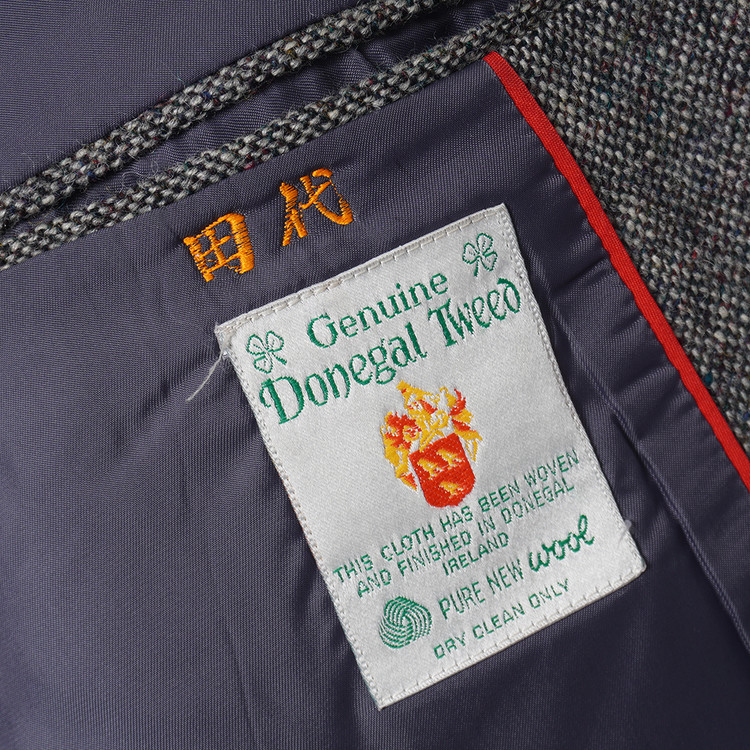 田代
Genuine
Donegal Tweed
THIS CLOTH HAS BEEN WOVEN
AND FINISHED IN DONEGAL
IRELAND
PURE NEW wool
DRY CLEAN ONLY